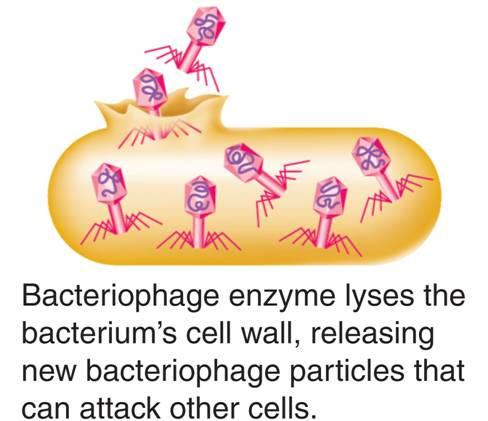 Bacteriophage enzyme lyses the
bacterium's cell wall, releasing
new bacteriophage particles that
can attack other cells.